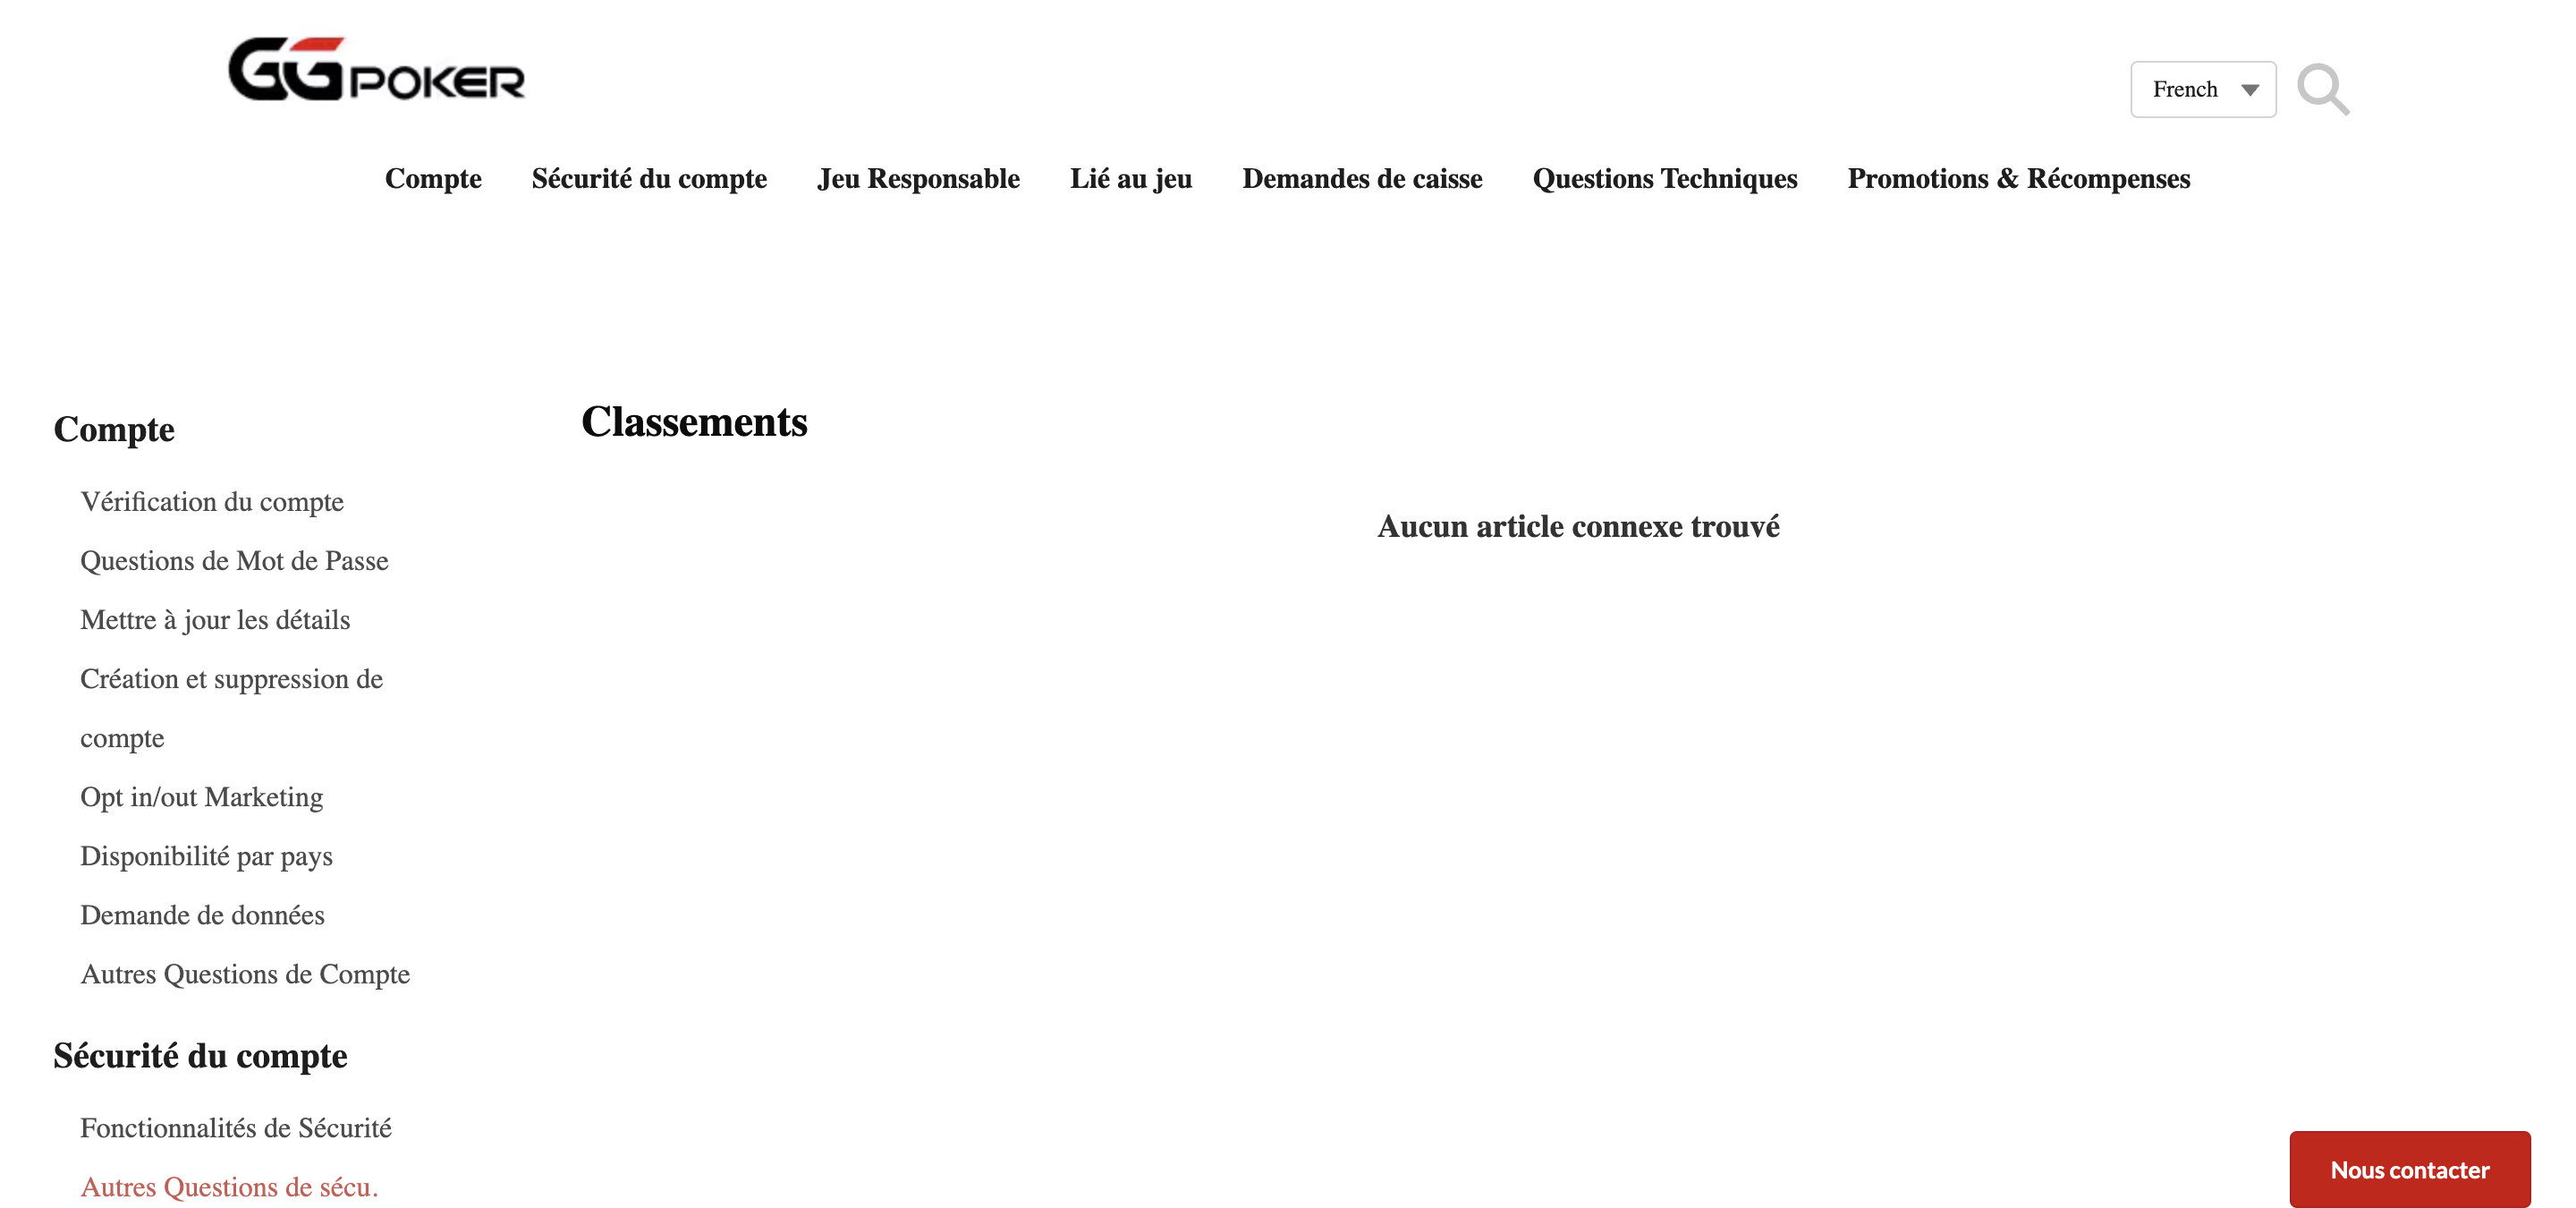 GGPOKER
French
Compte Sécurité du compte Jeu Responsable Lié au jeu Demandes de caisse Questions Techniques Promotions & Récompenses
Compte
Vérification du compte
Questions de Mot de Passe
Mettre à jour les détails
Création et suppression de
compte
Opt in/out Marketing
Disponibilité par pays
Demande de données
Autres Questions de Compte
Sécurité du compte
Fonctionnalités de Sécurité
Autres Questions de sécu.
Classements
Aucun article connexe trouvé
Nous contacter